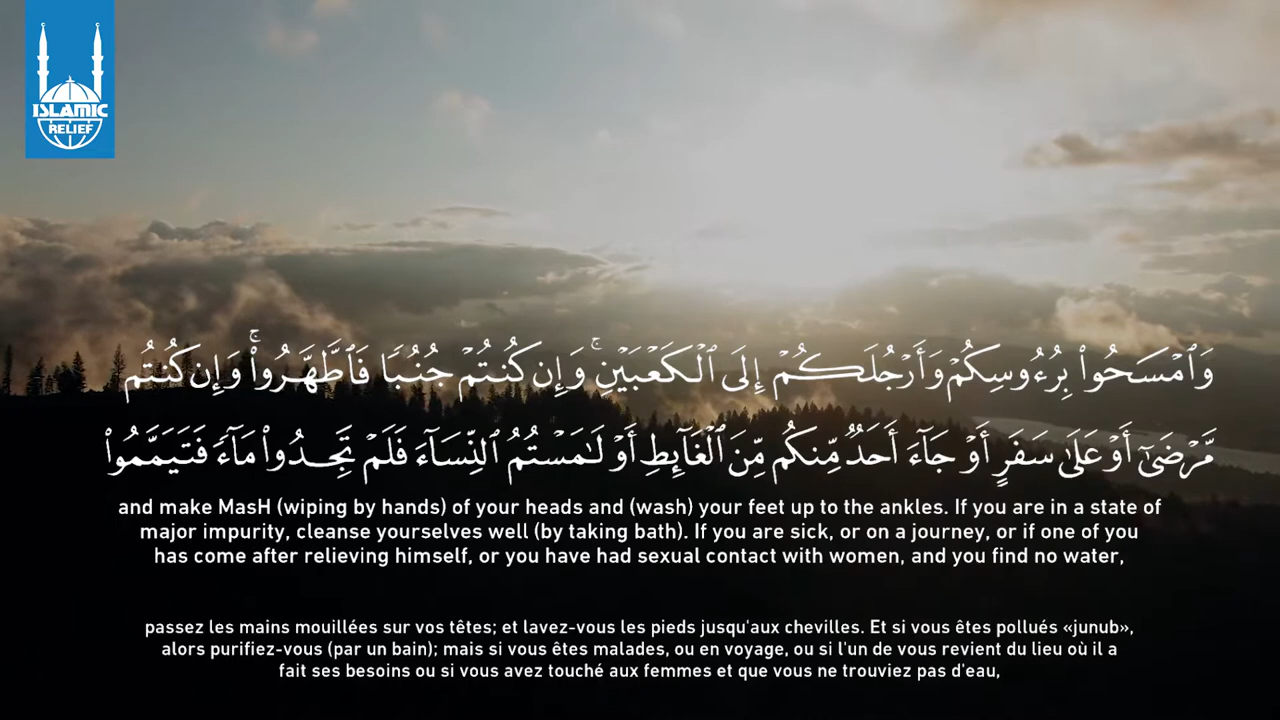 ISLAMIC
RELIEF
وَٱمۡسَحُواْ بِرُءُوسِكُمۡ وَأَرۡجُلَكُمۡ إِلَى ٱلۡكَعۡبَيۡنِۚ وَإِن كُنتُمۡ جُنُبٗا فَٱطَّهَّرُواْۚ وَإِن كُنتُم
مَّرۡضَىٰٓ أَوۡ عَلَىٰ سَفَرٍ أَوۡ جَآءَ أَحَدٞ مِّنكُم مِّنَ ٱلۡغَآئِطِ أَوۡ لَٰمَسۡتُمُ ٱلنِّسَآءَ فَلَمۡ تَجِدُواْ مَآءٗ فَتَيَمَّمُواْ
and make MasH (wiping by hands) of your heads and (wash) your feet up to the ankles. If you are in a state of
major impurity, cleanse yourselves well (by taking bath). If you are sick, or on a journey, or if one of you
has come after relieving himself, or you have had sexual contact with women, and you find no water,
passez les mains mouillées sur vos têtes; et lavez-vous les pieds jusqu'aux chevilles. Et si vous êtes pollués «junub»,
alors purifiez-vous (par un bain); mais si vous êtes malades, ou en voyage, ou si l'un de vous revient du lieu où il a
fait ses besoins ou si vous avez touché aux femmes et que vous ne trouviez pas d'eau,